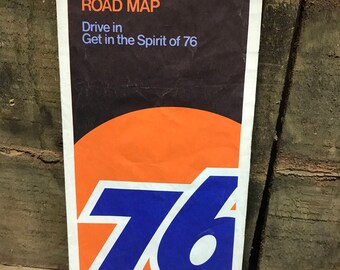 ROAD MAP
Drive in
Get in the Spirit of 76
76